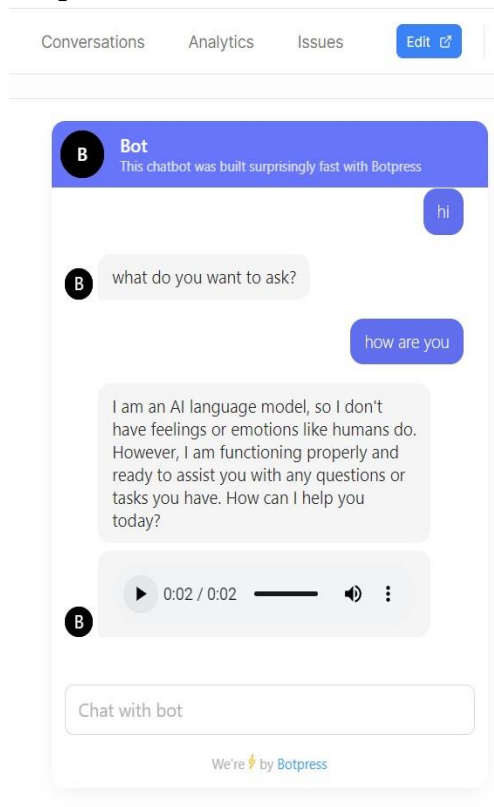 Conversations Analytics Issues Edit
B Bot
This chatbot was built surprisingly fast with Botpress
hi
B what do you want to ask?
how are you
I am an AI language model, so I don't
have feelings or emotions like humans do.
However, I am functioning properly and
ready to assist you with any questions or
tasks you have. How can I help you
today?
0:02 / 0:02
B
Chat with bot
We're⚡by Botpress